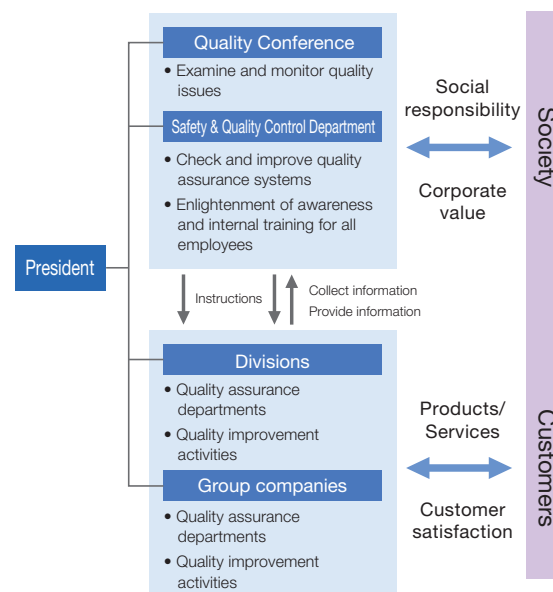 Quality Conference
• Examine and monitor quality
issues
Safety & Quality Control Department
• Check and improve quality
assurance systems
• Enlightenment of awareness
and internal training for all
employees
President
Instructions
Collect information
Provide information
Divisions
• Quality assurance
departments
• Quality improvement
activities
Group companies
• Quality assurance
departments
• Quality improvement
activities
Social
responsibility
Corporate
value
Society
Products/
Services
Customer
satisfaction
Customers